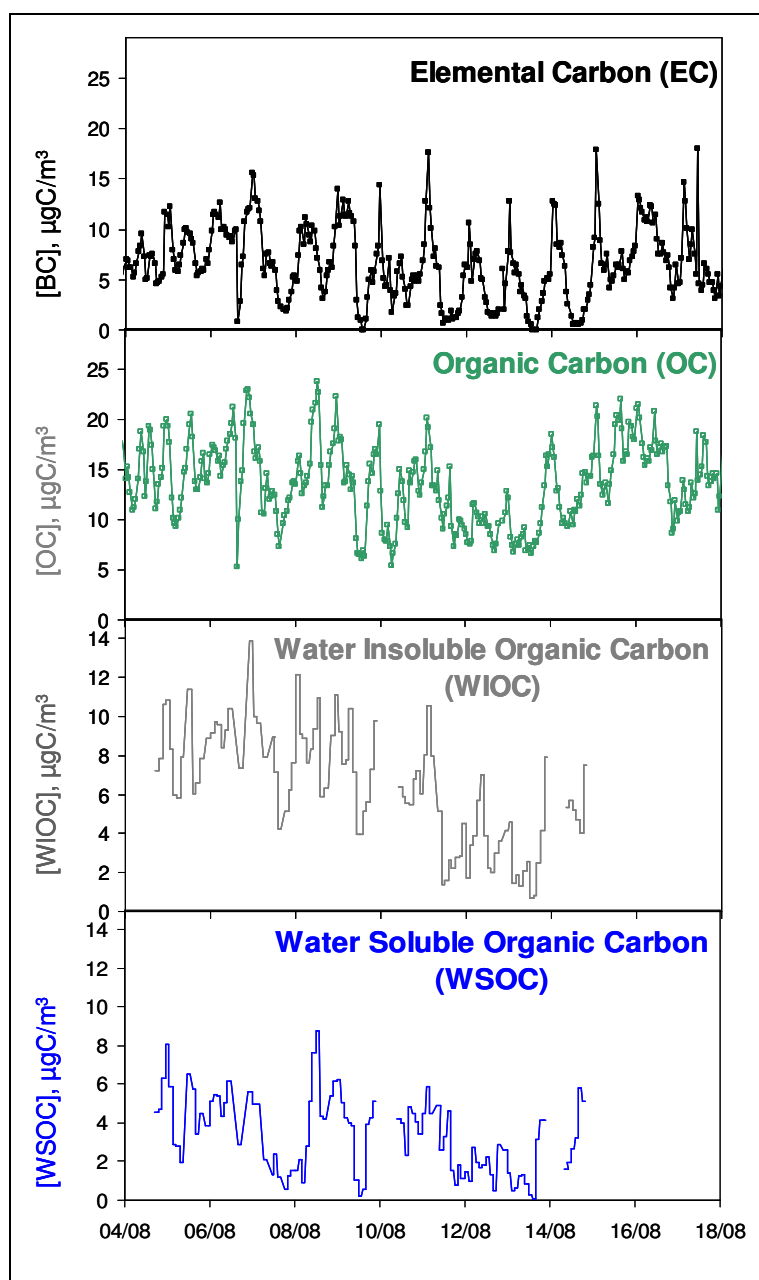 Elemental Carbon (EC)
[BC], µgC/m³
25
20
15
10
5
0
Organic Carbon (OC)
[OC], µgC/m³
25
20
15
10
5
0
Water Insoluble Organic Carbon
(WIOC)
[WIOC], µgC/m³
14
12
10
8
6
4
2
0
Water Soluble Organic Carbon
(WSOC)
[WSOC], µgC/m³
14
12
10
8
6
4
2
0
04/08 06/08 08/08 10/08 12/08 14/08 16/08 18/08